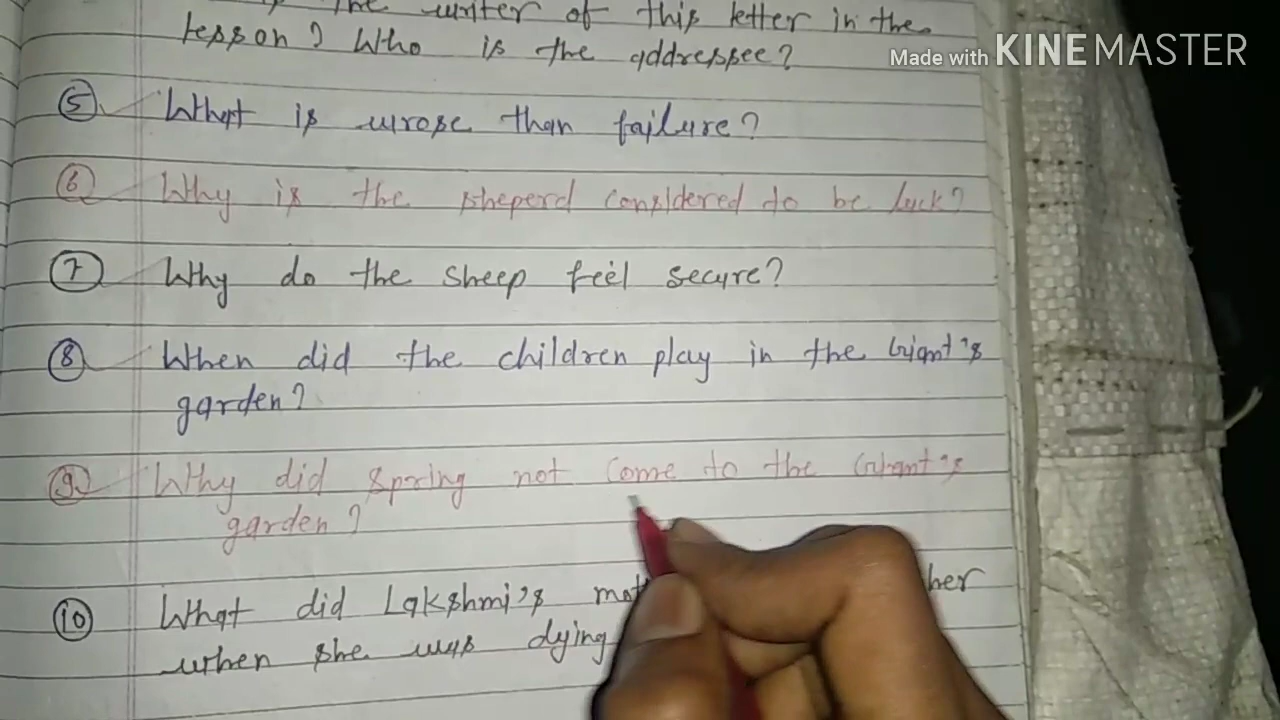 the writer of this letter in the
lesson? Who is the addressee?
Made with KINEMASTER
5 What is wrose than failure?
6 Why is the sheperd considered to be luck?
7 Why do the sheep feel secure?
8 When did the children play in the Giant's
garden?
9 Why did spring not come to the Giant's
garden?
10 What did Lakshmi's her
when she was dying